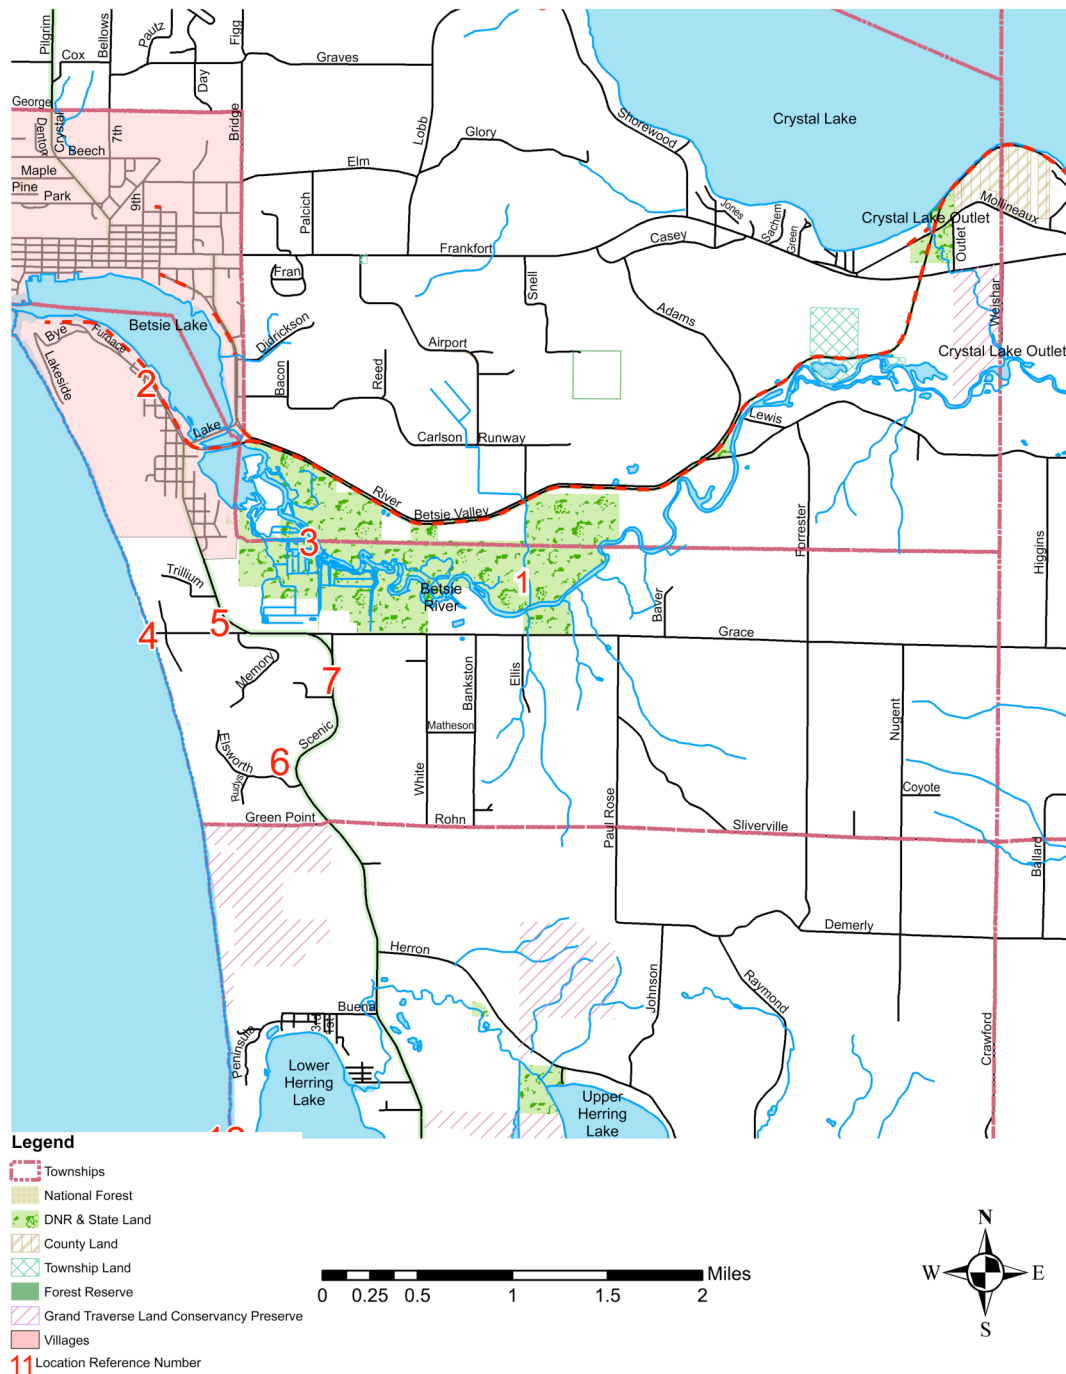 Pilgrim
Bellows
Pautz
Figg
Cox
Day
Graves
George
Denton
Crystal
7th
Bridge
Beech
Maple
Pine
Park
9th
Elm
Lobb
Glory
Shorewood
Crystal Lake
Palcich
Frankfort
Casey
Jones
Sachem
Green
Crystal Lake Outlet
Mollineaux
Outlet
Weishar
Fran
Snell
Adams
Betsie Lake
Bye
Furnace
Lakeside
Didrickson
Bacon
Reed
Airport
Crystal Lake Outlet
2
Lake
Carlson
Runway
Lewis
River
Betsie Valley
Forrester
Higgins
3
1
Betsie
River
Trillium
5
4
Baver
Grace
Memory
7
Bankston
Ellis
Nugent
Scenic
Matheson
Elsworth
6
Rudys
White
Paul Rose
Coyote
Green Point
Rohn
Sliverville
Ballard
Demerly
Herron
Johnson
Raymond
Buena
3rd
1st
Peninsula
Crawford
Lower
Herring
Lake
Upper
Herring
Lake
Legend
Townships
National Forest
DNR & State Land
County Land
Township Land
Forest Reserve
Grand Traverse Land Conservancy Preserve
Villages
11 Location Reference Number
Miles
0 0.25 0.5 1 1.5 2
N
W E
S